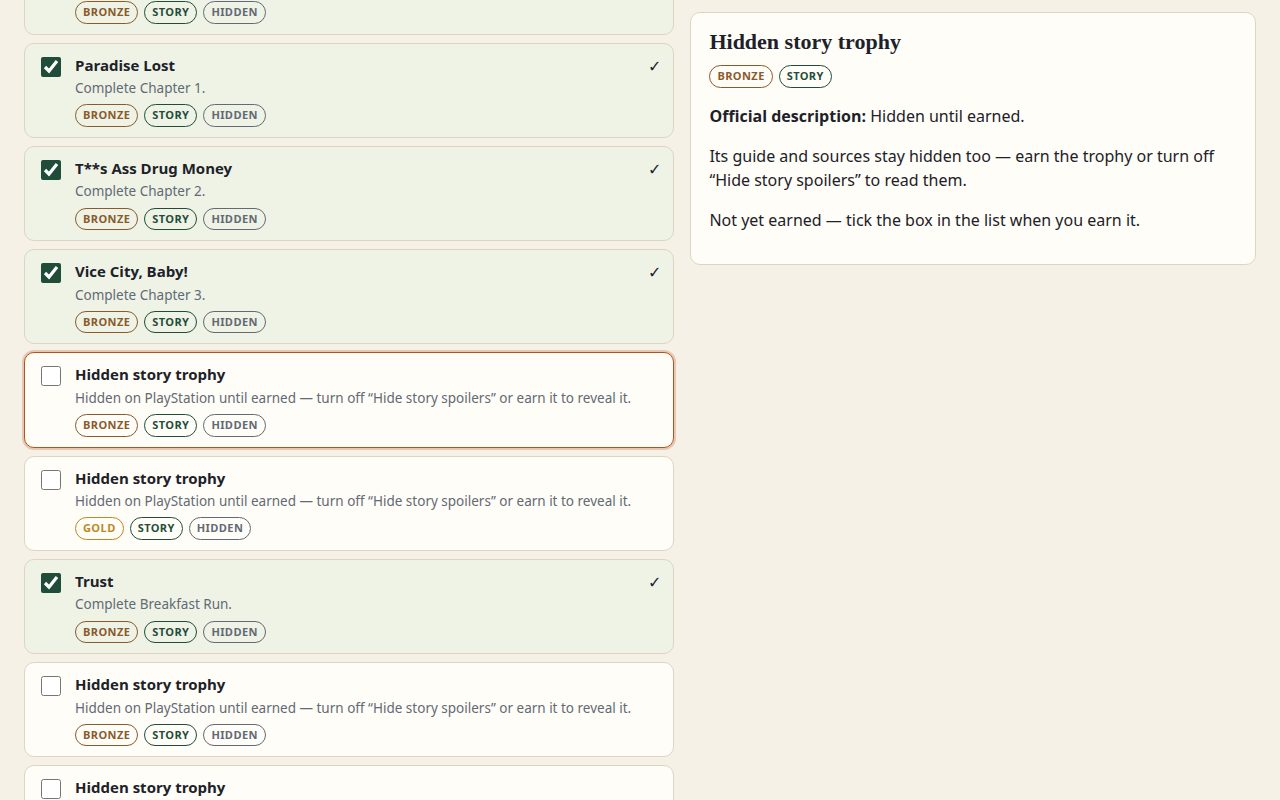 BRONZE STORY HIDDEN
Paradise Lost ✓
Complete Chapter 1.
BRONZE STORY HIDDEN
T**s Ass Drug Money ✓
Complete Chapter 2.
BRONZE STORY HIDDEN
Vice City, Baby! ✓
Complete Chapter 3.
BRONZE STORY HIDDEN
Hidden story trophy
Hidden on PlayStation until earned — turn off “Hide story spoilers” or earn it to reveal it.
BRONZE STORY HIDDEN
Hidden story trophy
Hidden on PlayStation until earned — turn off “Hide story spoilers” or earn it to reveal it.
GOLD STORY HIDDEN
Trust ✓
Complete Breakfast Run.
BRONZE STORY HIDDEN
Hidden story trophy
Hidden on PlayStation until earned — turn off “Hide story spoilers” or earn it to reveal it.
BRONZE STORY HIDDEN
Hidden story trophy
Hidden story trophy
BRONZE STORY
Official description: Hidden until earned.
Its guide and sources stay hidden too — earn the trophy or turn off
“Hide story spoilers” to read them.
Not yet earned — tick the box in the list when you earn it.